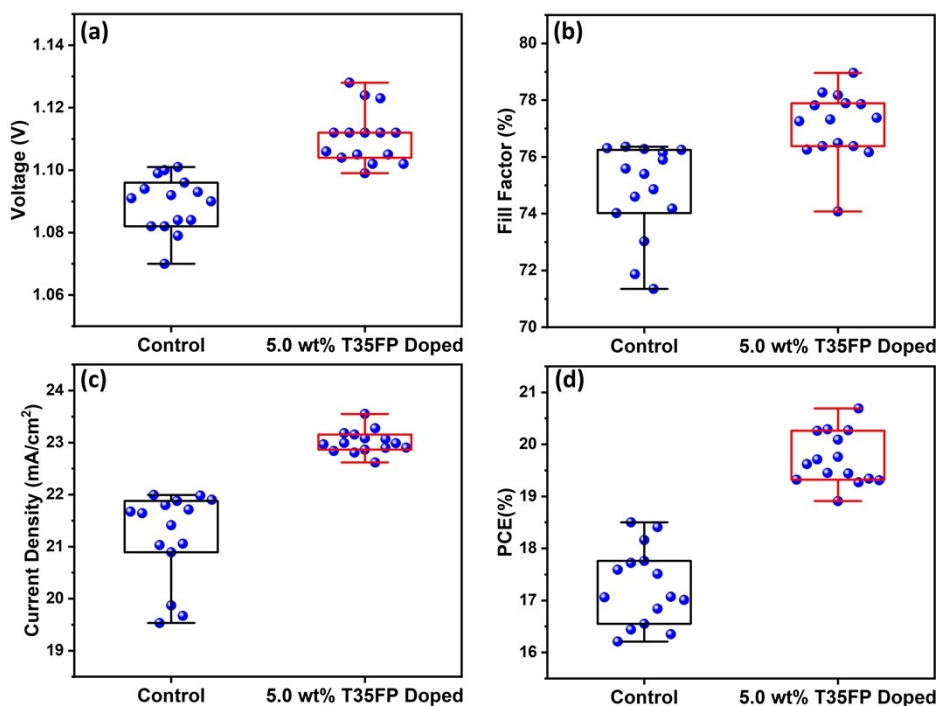 (a)
Voltage (V)
1.14
1.12
1.10
1.08
1.06
Control
5.0 wt% T35FP Doped
(b)
Fill Factor (%)
80
78
76
74
72
70
Control
5.0 wt% T35FP Doped
(c)
Current Density (mA/cm²)
24
23
22
21
20
19
Control
5.0 wt% T35FP Doped
(d)
PCE(%)
21
20
19
18
17
16
Control
5.0 wt% T35FP Doped